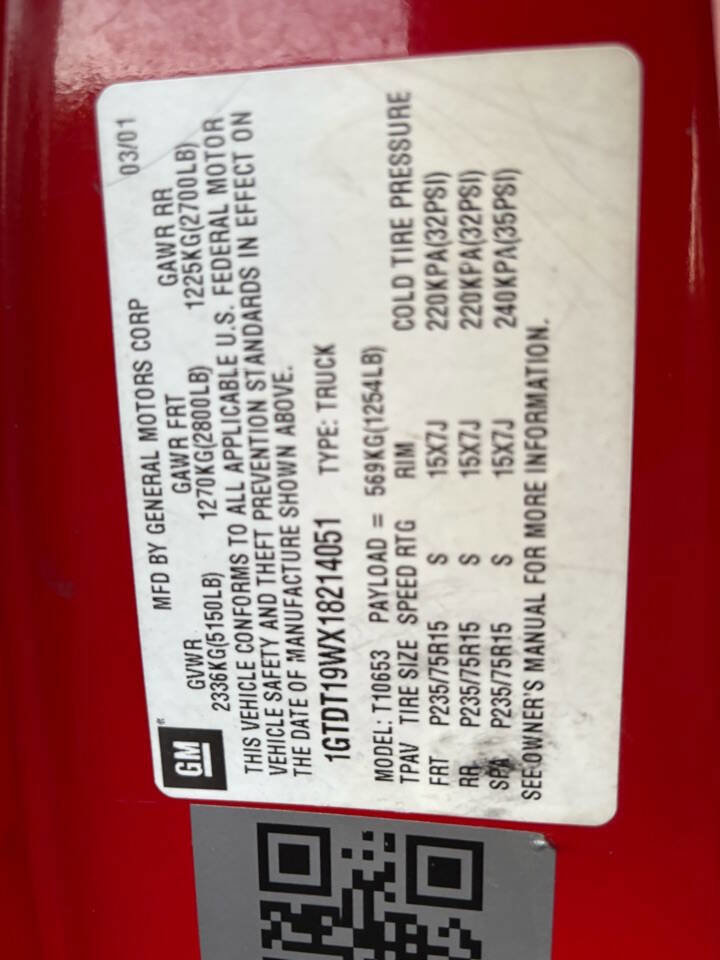 GM®
MFD BY GENERAL MOTORS CORP 03/01
GVWR GAWR FRT GAWR RR
2336KG(5150LB) 1270KG(2800LB) 1225KG(2700LB)
THIS VEHICLE CONFORMS TO ALL APPLICABLE U.S. FEDERAL MOTOR
VEHICLE SAFETY AND THEFT PREVENTION STANDARDS IN EFFECT ON
THE DATE OF MANUFACTURE SHOWN ABOVE.
1GTDT19WX18214051 TYPE: TRUCK
MODEL: T10653 PAYLOAD = 569KG(1254LB)
TPAV TIRE SIZE SPEED RTG RIM COLD TIRE PRESSURE
FRT P235/75R15 S 15X7J 220KPA(32PSI)
RR P235/75R15 S 15X7J 220KPA(32PSI)
SPA P235/75R15 S 15X7J 240KPA(35PSI)
SEE OWNER'S MANUAL FOR MORE INFORMATION.